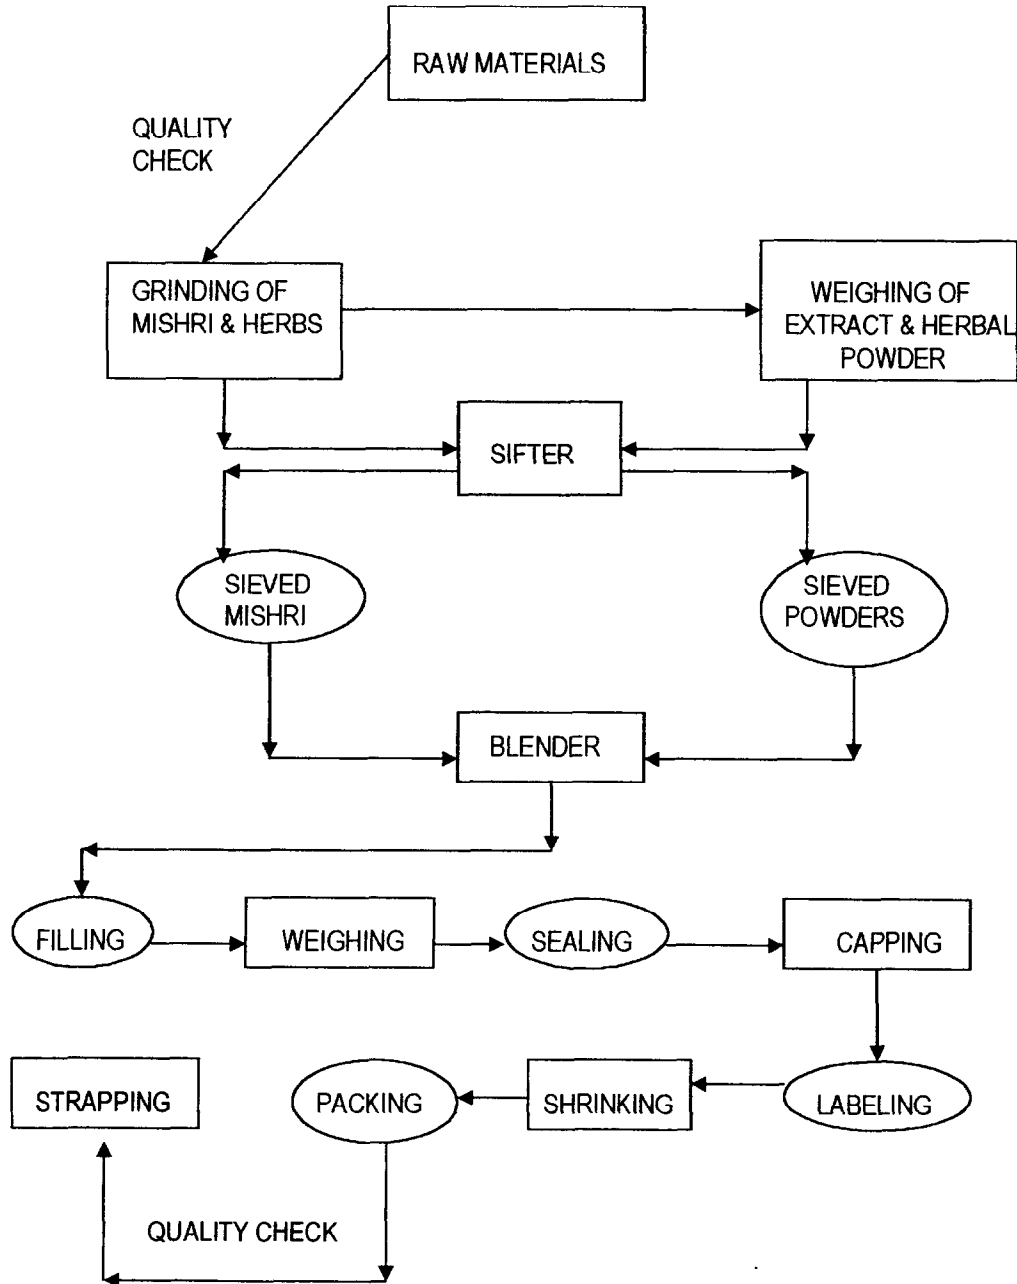 RAW MATERIALS
QUALITY
CHECK
GRINDING OF
MISHRI & HERBS
WEIGHING OF
EXTRACT & HERBAL
POWDER
SIFTER
SIEVED
MISHRI
SIEVED
POWDERS
BLENDER
FILLING
WEIGHING
SEALING
CAPPING
STRAPPING
PACKING
SHRINKING
LABELING
QUALITY CHECK